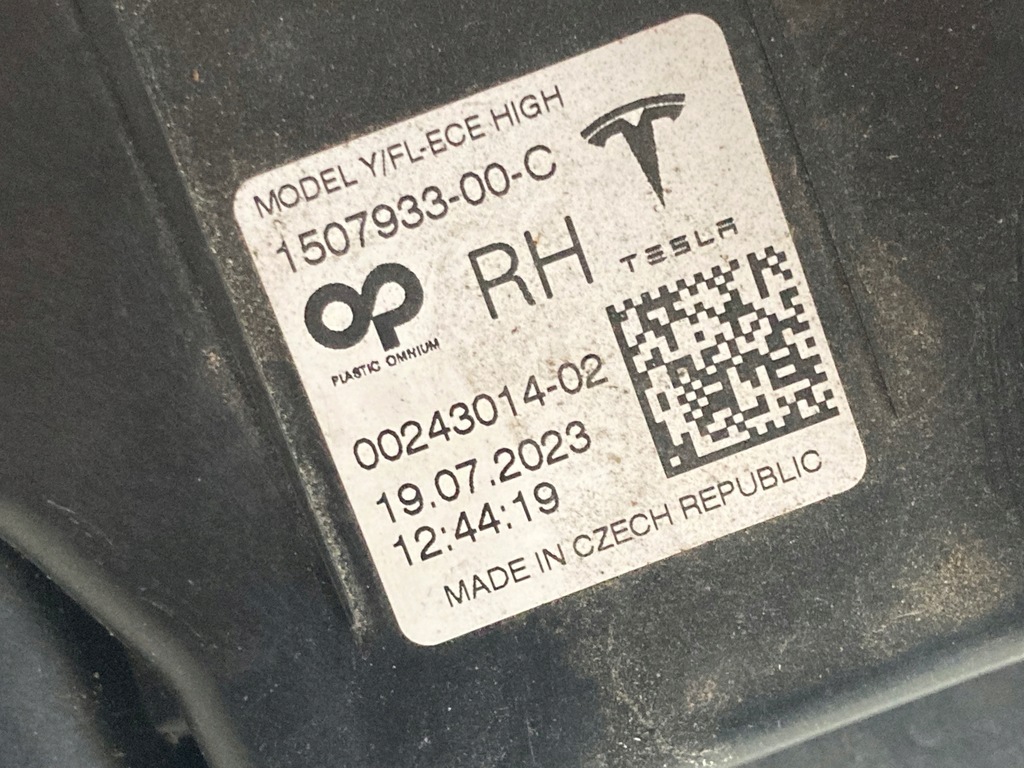 MODEL Y/FL-ECE HIGH
1507933-00-C
OP
RH
TESLA
PLASTIC OMNIUM
00243014-02
19.07.2023
12:44:19
MADE IN CZECH REPUBLIC